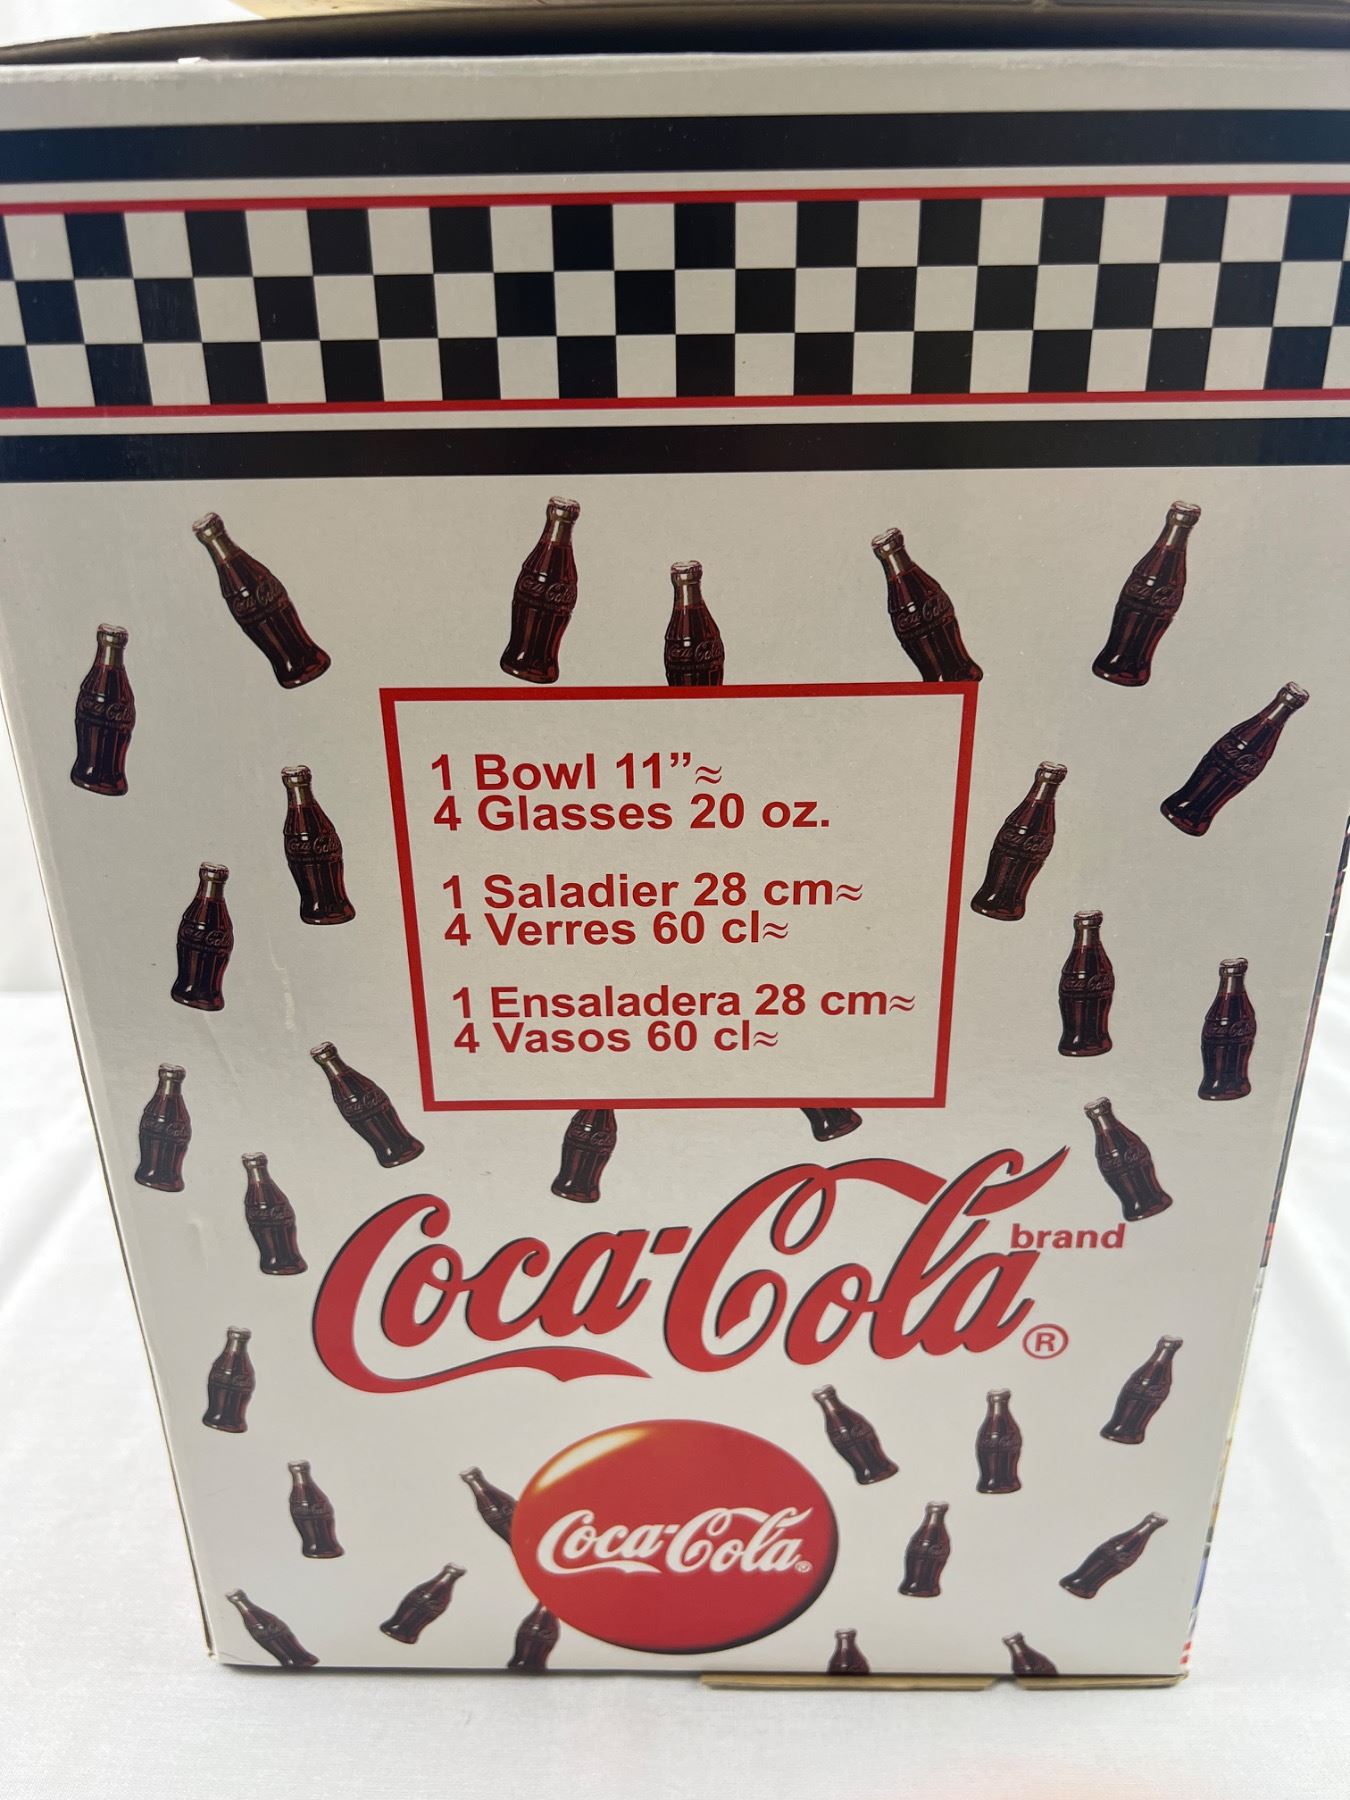 1 Bowl 11”≈
4 Glasses 20 oz.
1 Saladier 28 cm≈
4 Verres 60 cl≈
1 Ensaladera 28 cm≈
4 Vasos 60 cl≈
Coca-Cola
brand
®
Coca-Cola®